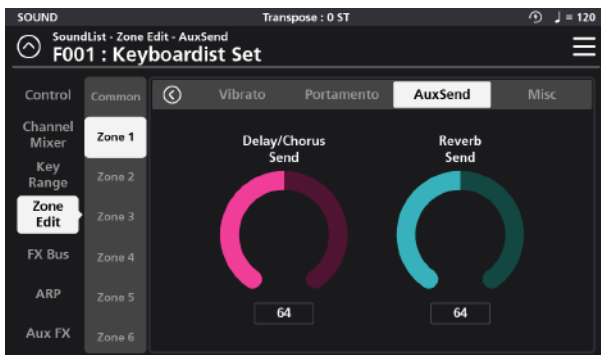 SOUND Transpose : 0 ST ♩ = 120
SoundList - Zone Edit - AuxSend
F001 : Keyboardist Set
Control
Channel
Mixer
Key
Range
Zone
Edit
FX Bus
ARP
Aux FX
Common
Zone 1
Zone 2
Zone 3
Zone 4
Zone 5
Zone 6
Vibrato Portamento AuxSend Misc
Delay/Chorus
Send
64
Reverb
Send
64